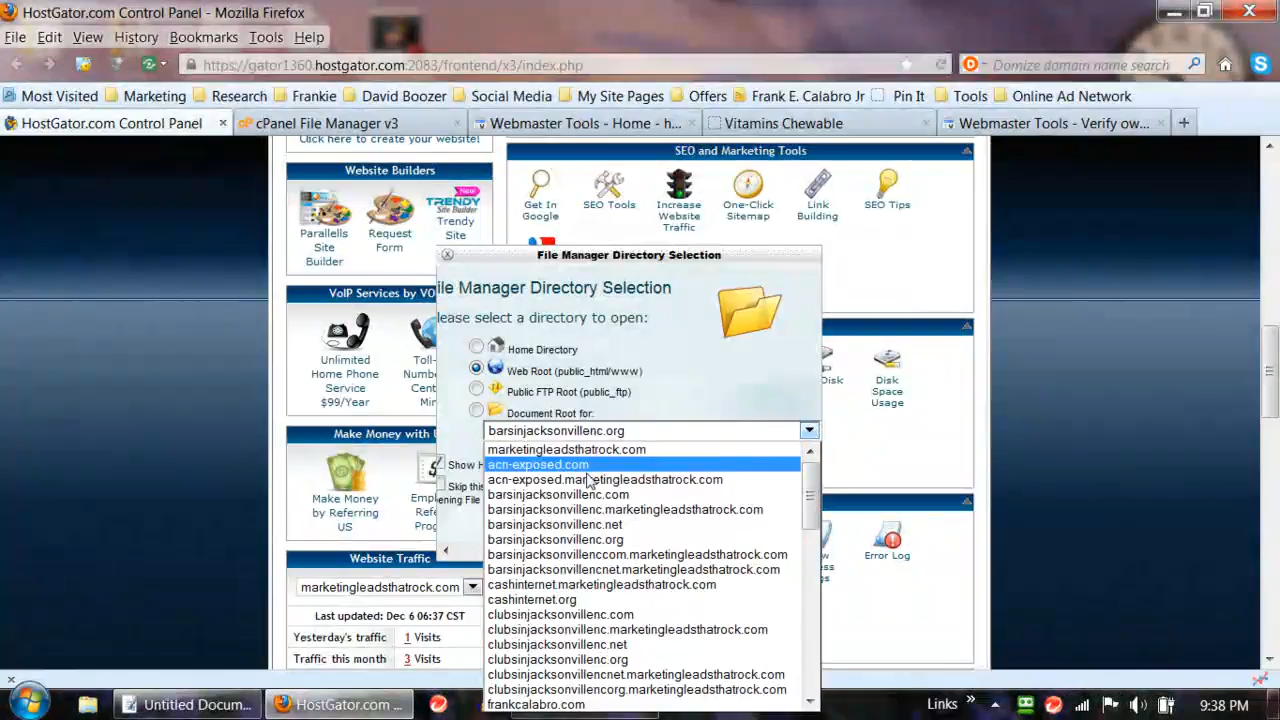 HostGator.com Control Panel - Mozilla Firefox
File Edit View History Bookmarks Tools Help
https://gator1360.hostgator.com:2083/frontend/x3/index.php
Domize domain name search
Most Visited Marketing Research Frankie David Boozer Social Media My Site Pages Offers Frank E. Calabro Jr Pin It Tools Online Ad Network
HostGator.com Control Panel
cPanel File Manager v3
Webmaster Tools - Home - h...
Vitamins Chewable
Webmaster Tools - Verify ow...
Click here to create your website!
Website Builders
Parallells Site Builder
Request Form
New
TRENDY
Site Builder
Trendy Site
VoIP Services by VO
Unlimited Home Phone Service $99/Year
Make Money with
Make Money by Referring US
Website Traffic
marketingleadsthatrock.com
Last updated: Dec 6 06:37 CST
Yesterday's traffic 1 Visits
Traffic this month 3 Visits
SEO and Marketing Tools
Get In Google
SEO Tools
Increase Website Traffic
One-Click Sitemap
Link Building
SEO Tips
Disk
Disk Space Usage
Error Log
File Manager Directory Selection
ile Manager Directory Selection
lease select a directory to open:
Home Directory
Web Root (public_html/www)
Public FTP Root (public_ftp)
Document Root for:
barsinjacksonvillenc.org
marketingleadsthatrock.com
acn-exposed.com
acn-exposed.marketingleadsthatrock.com
barsinjacksonvillenc.com
barsinjacksonvillenc.marketingleadsthatrock.com
barsinjacksonvillenc.net
barsinjacksonvillenc.org
barsinjacksonvillenccom.marketingleadsthatrock.com
barsinjacksonvillencnet.marketingleadsthatrock.com
cashinternet.marketingleadsthatrock.com
cashinternet.org
clubsinjacksonvillenc.com
clubsinjacksonvillenc.marketingleadsthatrock.com
clubsinjacksonvillenc.net
clubsinjacksonvillenc.org
clubsinjacksonvillencnet.marketingleadsthatrock.com
clubsinjacksonvillencorg.marketingleadsthatrock.com
frankcalabro.com
Show H
Skip this
ening File
Untitled Docum...
HostGator.com ...
Links
9:38 PM